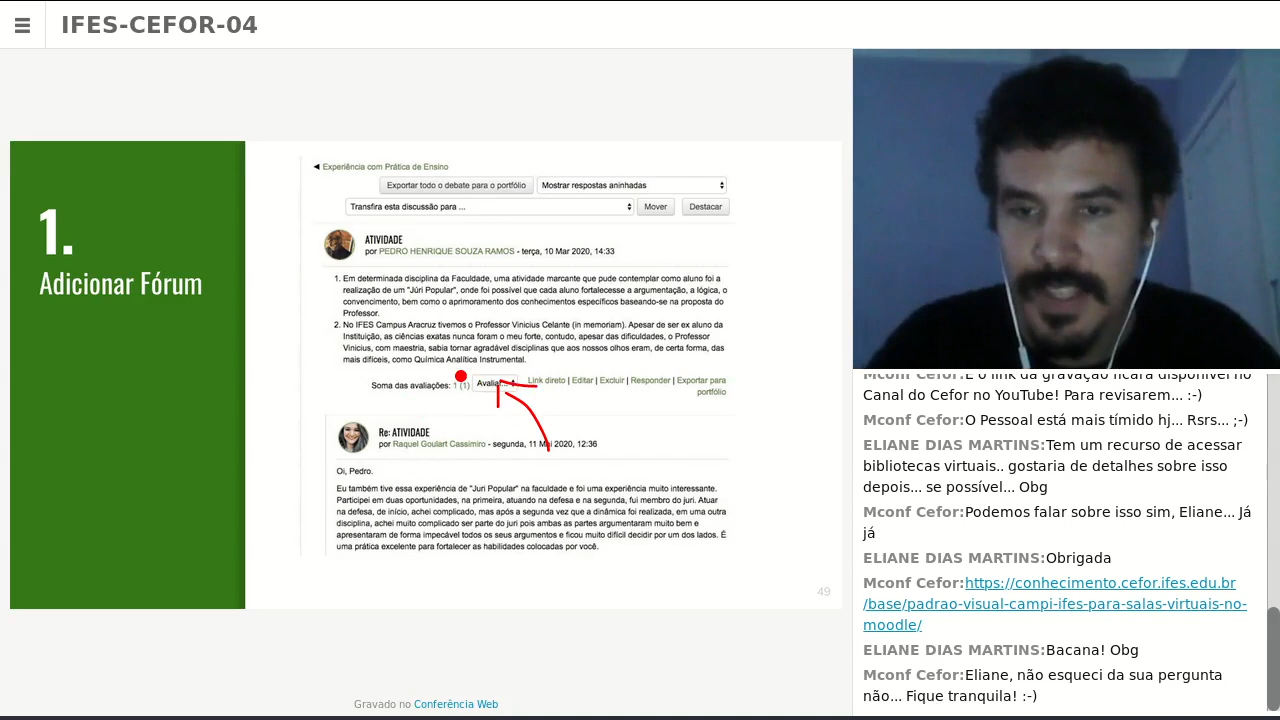 IFES-CEFOR-04
1.
Adicionar Fórum
◄ Experiência com Prática de Ensino
Exportar todo o debate para o portfólio
Mostrar respostas aninhadas
Transfira esta discussão para ...
Mover
Destacar
ATIVIDADE
por PEDRO HENRIQUE SOUZA RAMOS - terça, 10 Mar 2020, 14:33
1. Em determinada disciplina da Faculdade, uma atividade marcante que pude contemplar como aluno foi a
realização de um "Júri Popular", onde foi possível que cada aluno fortalecesse a argumentação, a lógica, o
convencimento, bem como o aprimoramento dos conhecimentos específicos baseando-se na proposta do
Professor.
2. No IFES Campus Aracruz tivemos o Professor Vinicius Celante (in memoriam). Apesar de ser ex aluno da
Instituição, as ciências exatas nunca foram o meu forte, contudo, apesar das dificuldades, o Professor
Vinicius, com maestria, sabia tornar agradável disciplinas que aos nossos olhos eram, de certa forma, das
mais difíceis, como Química Analítica Instrumental.
Soma das avaliações: 1 (1)
Link direto | Editar | Excluir | Responder | Exportar para
portfólio
Re: ATIVIDADE
por Raquel Goulart Cassimiro - segunda, 11 Mai 2020, 12:36
Oi, Pedro.
Eu também tive essa experiência de "Juri Popular" na faculdade e foi uma experiência muito interessante.
Participei em duas oportunidades, na primeira, atuando na defesa e na segunda, fui membro do juri. Atuar
na defesa, de início, achei complicado, mas após a segunda vez que a dinâmica foi realizada, em uma outra
disciplina, achei muito complicado ser parte do juri pois ambas as partes argumentaram muito bem e
apresentaram de forma impecável todos os seus argumentos e ficou muito difícil decidir por um dos lados. É
uma prática excelente para fortalecer as habilidades colocadas por você.
49
Gravado no Conferência Web
Mconf Cefor:E o link da gravação ficará disponível no
Canal do Cefor no YouTube! Para revisarem... :-)
Mconf Cefor:O Pessoal está mais tímido hj... Rsrs... ;-)
ELIANE DIAS MARTINS:Tem um recurso de acessar
bibliotecas virtuais.. gostaria de detalhes sobre isso
depois... se possível... Obg
Mconf Cefor:Podemos falar sobre isso sim, Eliane... Já
já
ELIANE DIAS MARTINS:Obrigada
Mconf Cefor:https://conhecimento.cefor.ifes.edu.br
/base/padrao-visual-campi-ifes-para-salas-virtuais-no-
moodle/
ELIANE DIAS MARTINS:Bacana! Obg
Mconf Cefor:Eliane, não esqueci da sua pergunta
não... Fique tranquila! :-)